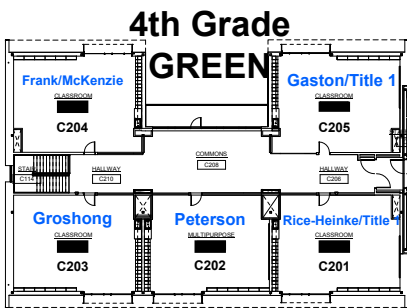 4th Grade
GREEN
Frank/McKenzie
CLASSROOM
C204
Gaston/Title 1
CLASSROOM
C205
COMMONS
C208
STAIR
C114
HALLWAY
C210
HALLWAY
C206
Groshong
CLASSROOM
C203
Peterson
MULTIPURPOSE
C202
Rice-Heinke/Title 1
CLASSROOM
C201